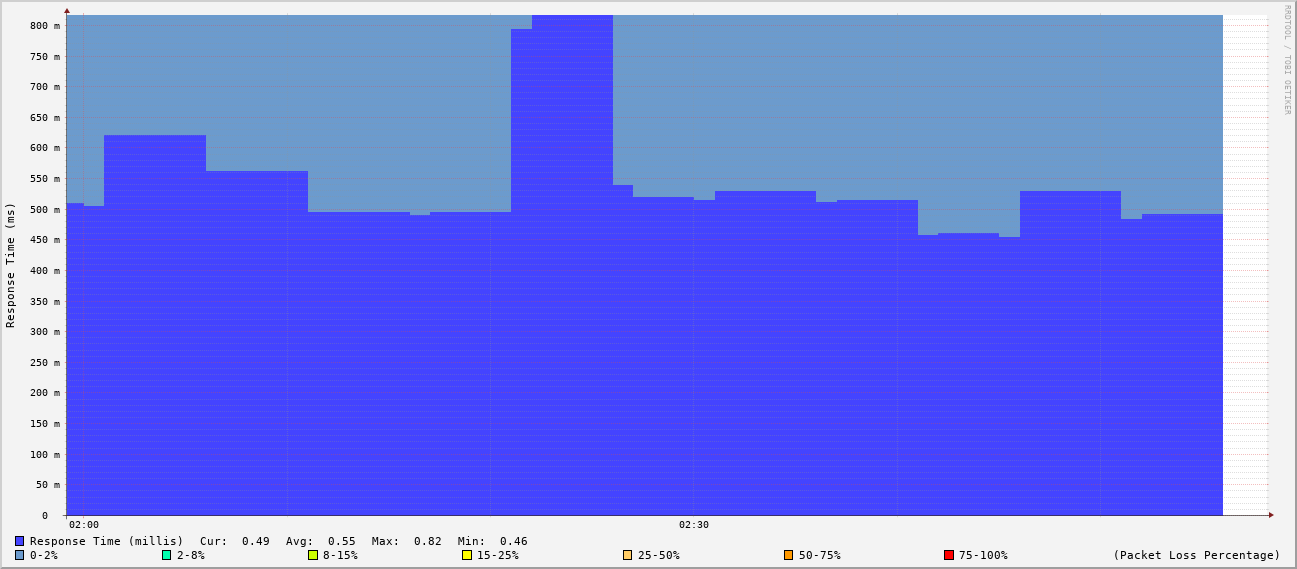 RRDTOOL / TOBI OETIKER
Response Time (ms)
800 m
750 m
700 m
650 m
600 m
550 m
500 m
450 m
400 m
350 m
300 m
250 m
200 m
150 m
100 m
50 m
0
02:00 02:30
Response Time (millis) Cur: 0.49 Avg: 0.55 Max: 0.82 Min: 0.46
0-2% 2-8% 8-15% 15-25% 25-50% 50-75% 75-100% (Packet Loss Percentage)